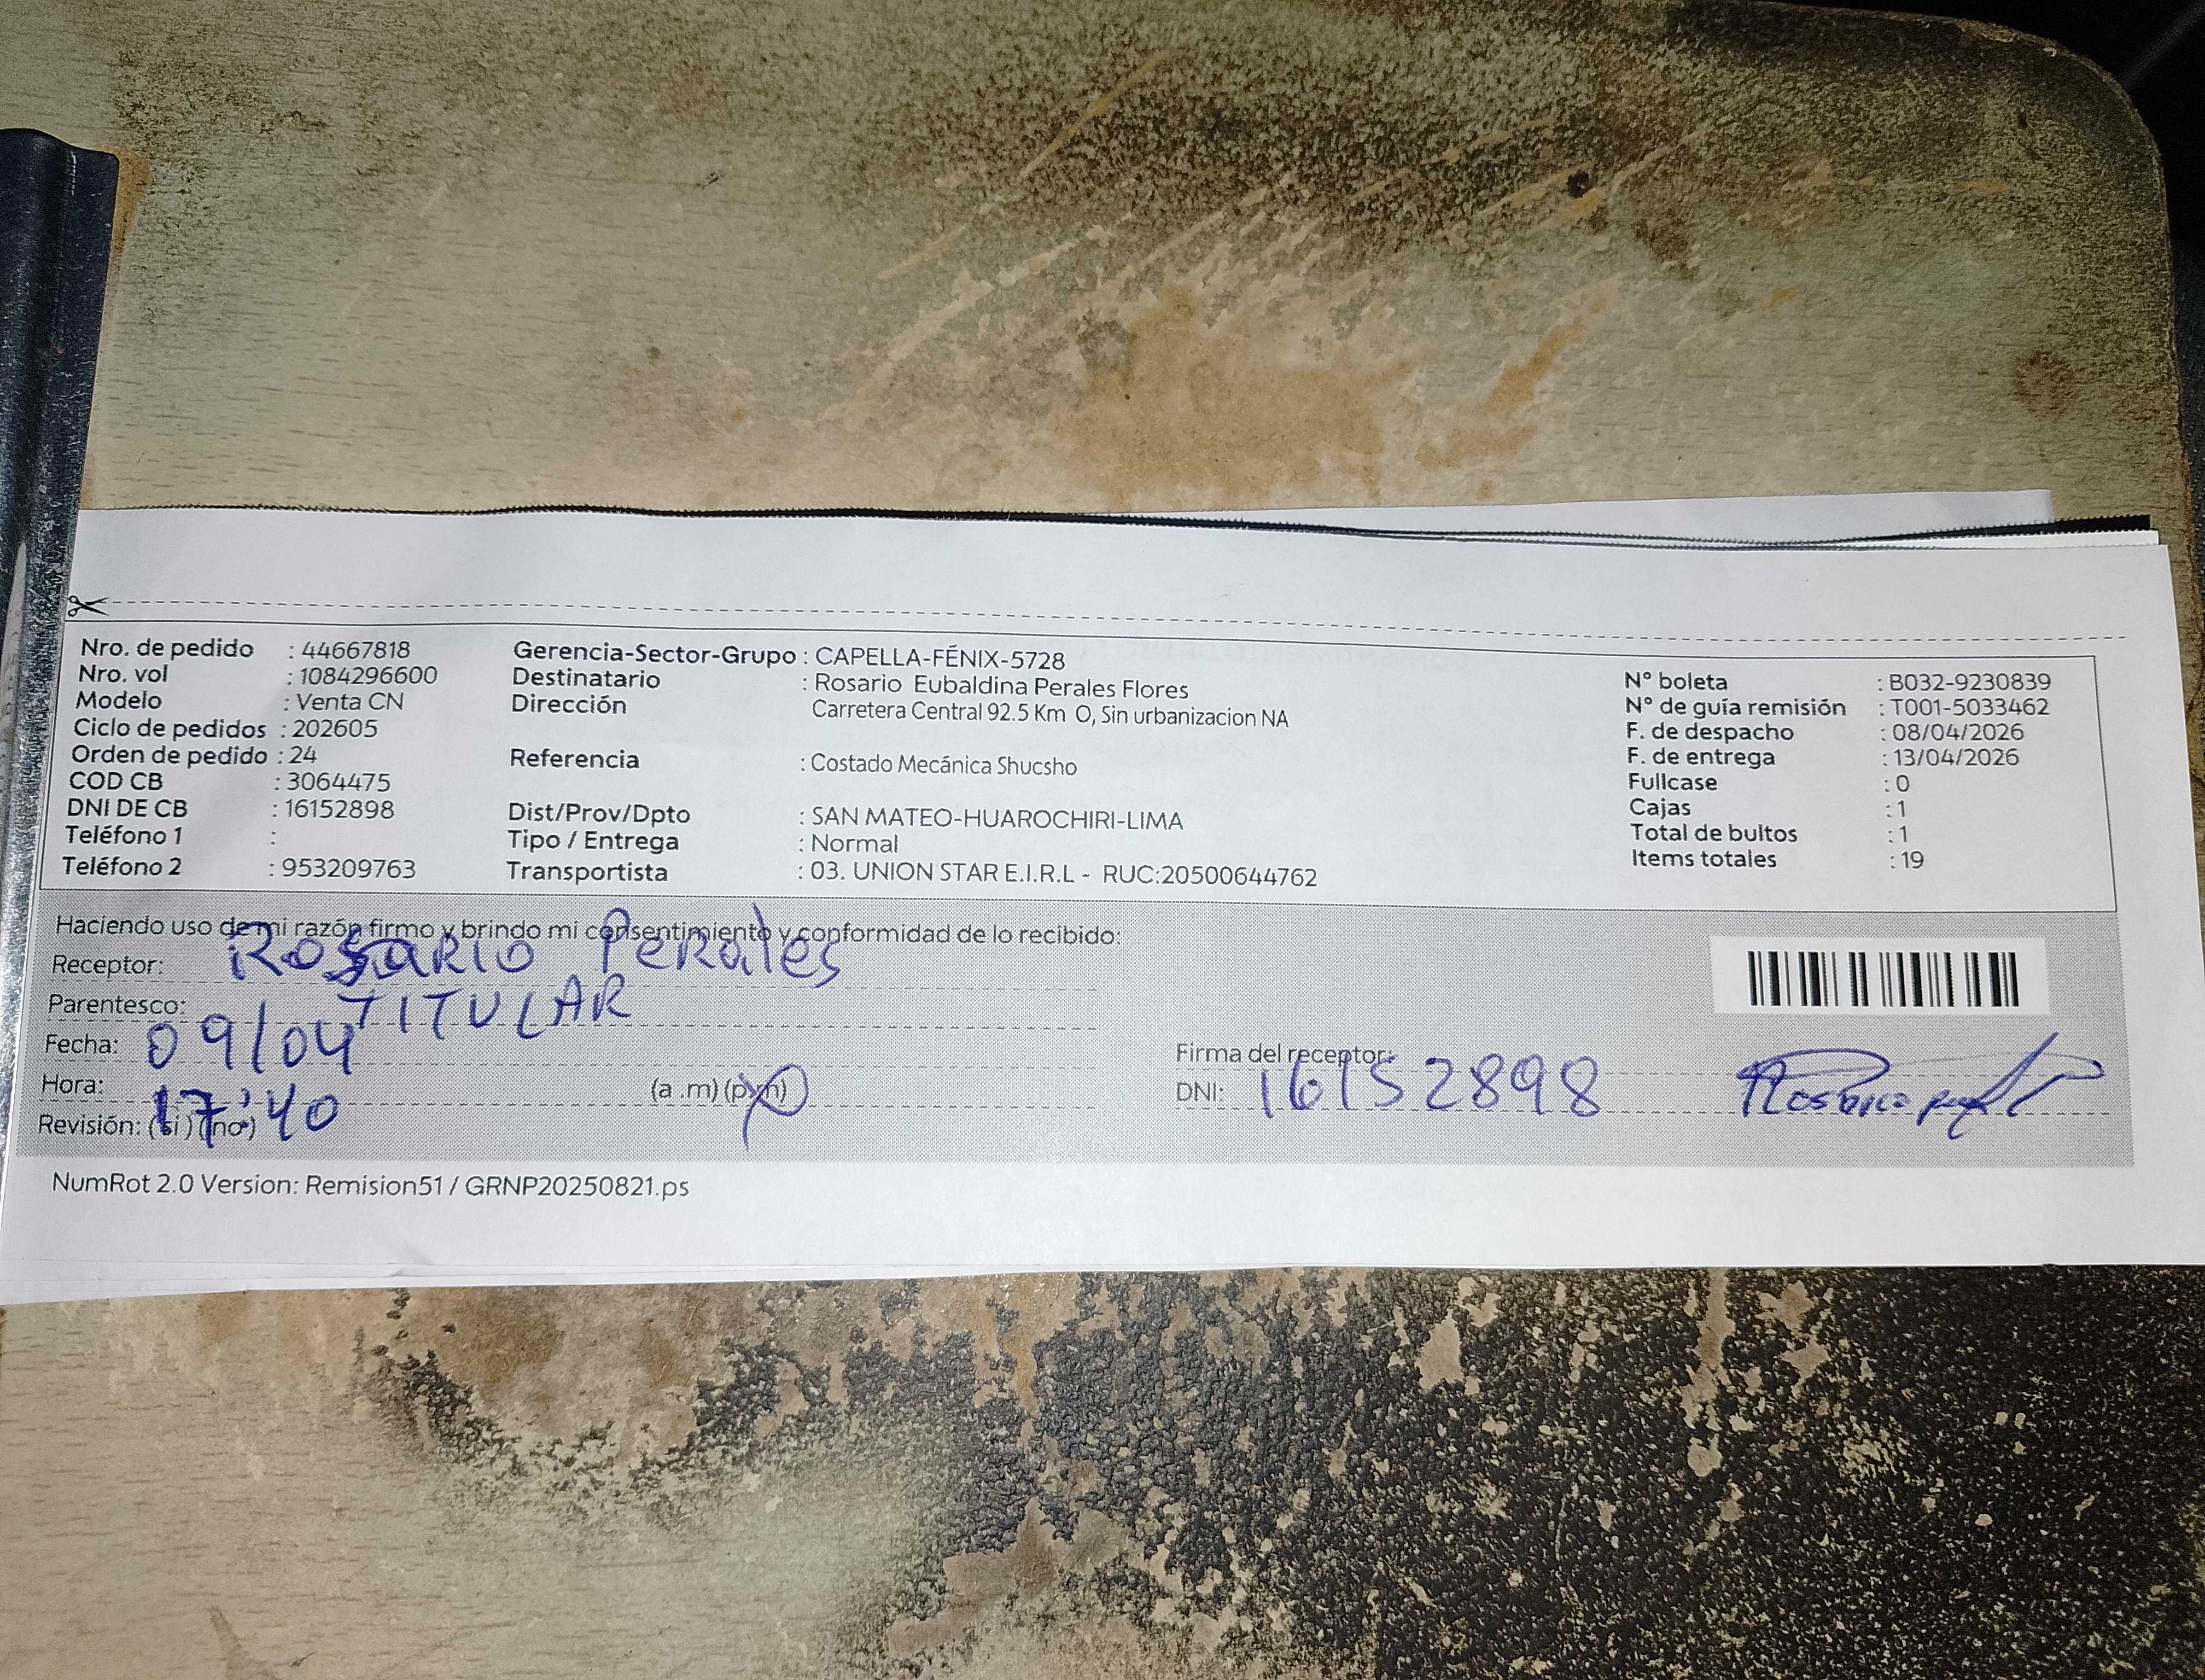 Nro. de pedido : 44667818
Nro. vol : 1084296600
Modelo : Venta CN
Ciclo de pedidos : 202605
Orden de pedido : 24
COD CB : 3064475
DNI DE CB : 16152898
Teléfono 1 :
Teléfono 2 : 953209763
Gerencia-Sector-Grupo : CAPELLA-FÉNIX-5728
Destinatario : Rosario Eubaldina Perales Flores
Dirección Carretera Central 92.5 Km O, Sin urbanizacion NA
Referencia : Costado Mecánica Shucsho
Dist/Prov/Dpto : SAN MATEO-HUAROCHIRI-LIMA
Tipo / Entrega : Normal
Transportista : 03. UNION STAR E.I.R.L - RUC:20500644762
N° boleta : B032-9230839
N° de guía remisión : T001-5033462
F. de despacho : 08/04/2026
F. de entrega : 13/04/2026
Fullcase : 0
Cajas : 1
Total de bultos : 1
Items totales : 19
Haciendo uso de mi razón firmo y brindo mi consentimiento y conformidad de lo recibido:
Receptor: Rosario Perales
Parentesco: TITULAR
Fecha: 09/04
Hora: 17:40 (a .m) (p.m)
Revisión: (si) (no)
Firma del receptor:
DNI: 16152898
NumRot 2.0 Version: Remision51 / GRNP20250821.ps